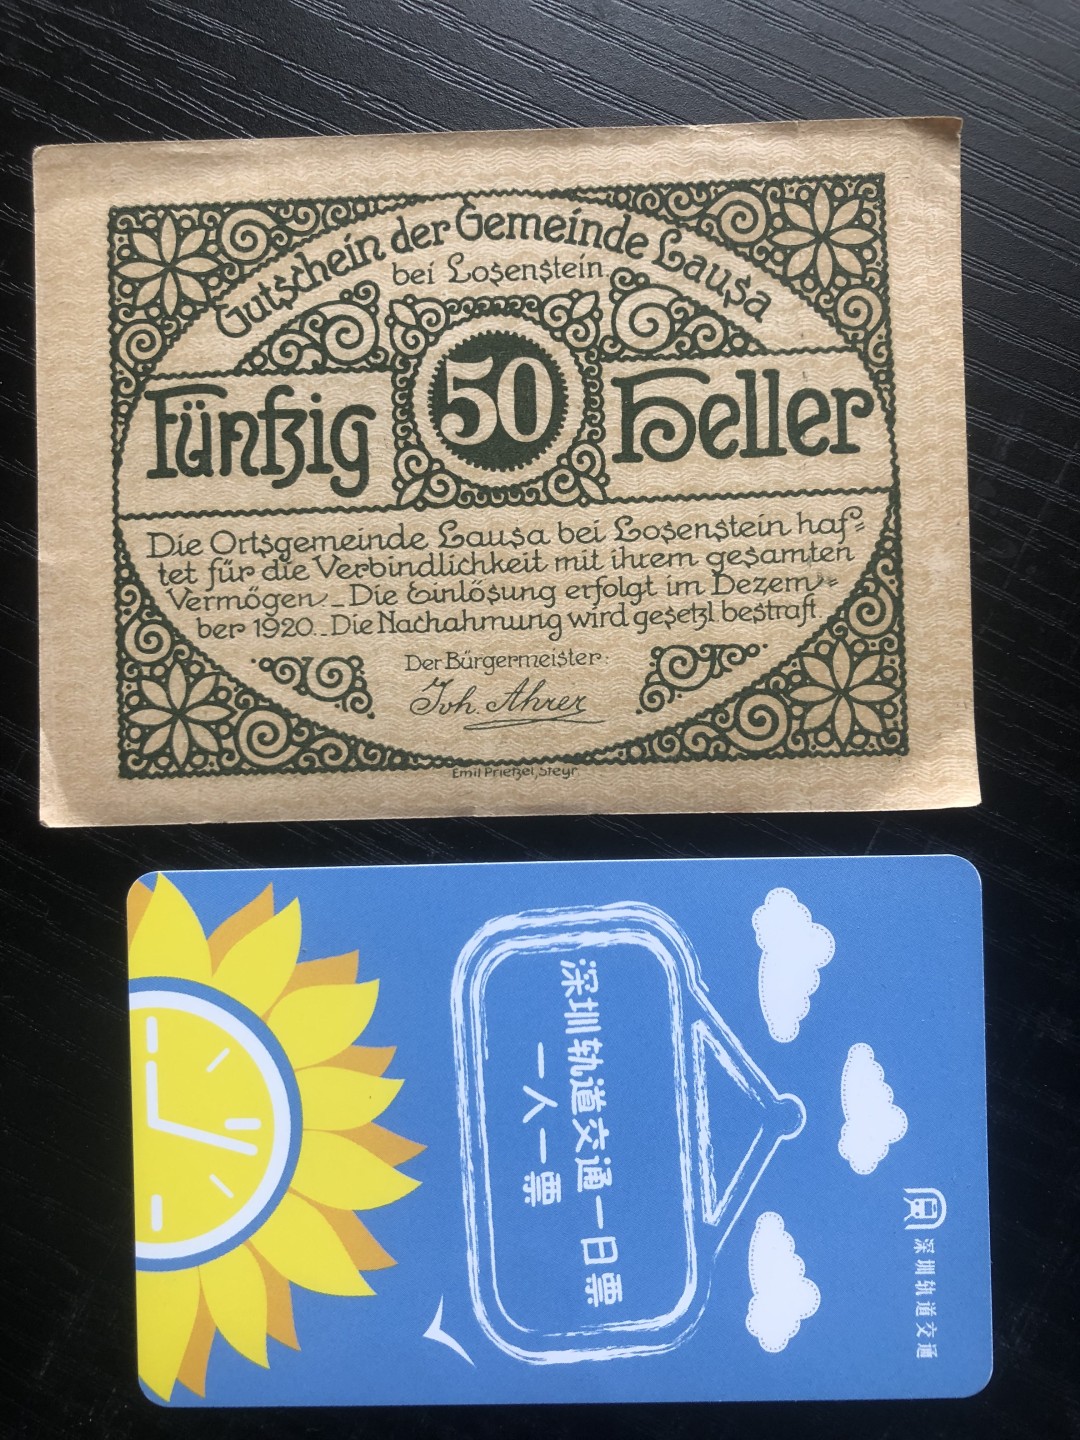 Gutschein der Gemeinde Lausa
bei Losenstein.
Fünfzig 50 Heller
Die Ortsgemeinde Lausa bei Losenstein haf=
tet für die Verbindlichkeit mit ihrem gesamten
Vermögen._Die Einlösung erfolgt im Dezem=
ber 1920._Die Nachahmung wird gesetzl bestraft.
Der Bürgermeister:
Joh. Ahrer
Emil Prietzel, Steyr
深圳轨道交通一日票
一人一票
深圳轨道交通